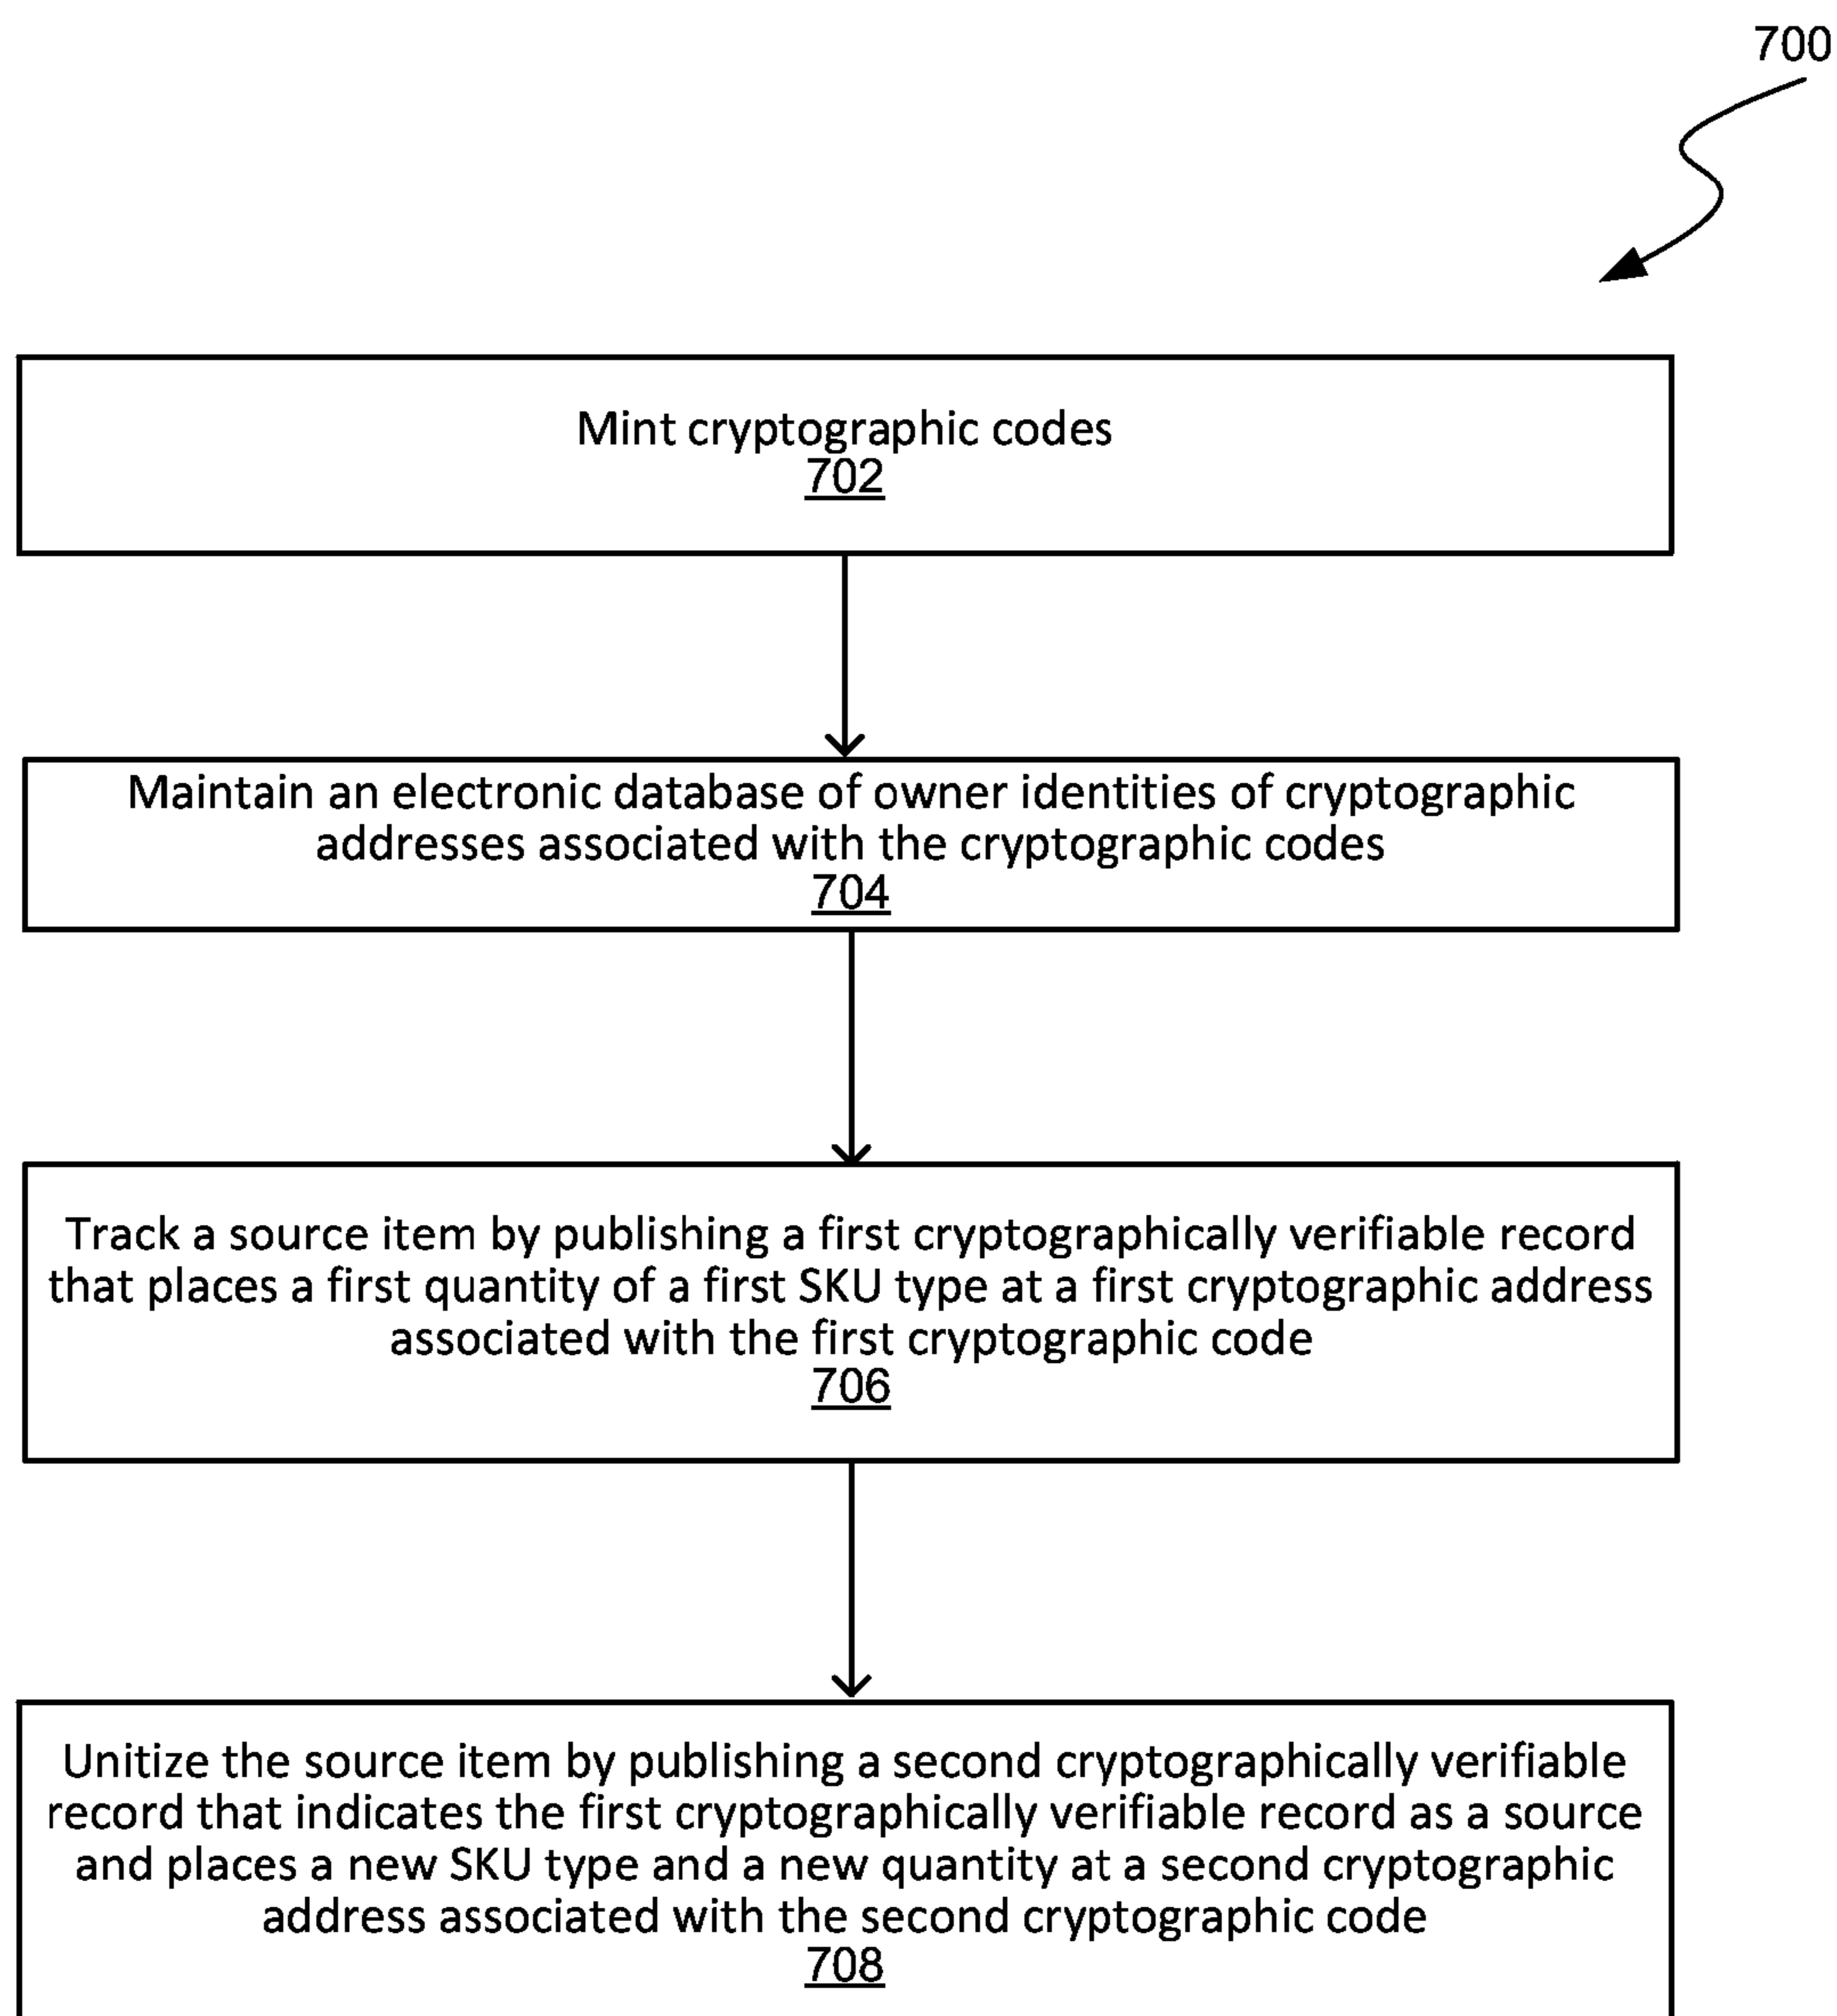 700
Mint cryptographic codes
702
Maintain an electronic database of owner identities of cryptographic
addresses associated with the cryptographic codes
704
Track a source item by publishing a first cryptographically verifiable record
that places a first quantity of a first SKU type at a first cryptographic address
associated with the first cryptographic code
706
Unitize the source item by publishing a second cryptographically verifiable
record that indicates the first cryptographically verifiable record as a source
and places a new SKU type and a new quantity at a second cryptographic
address associated with the second cryptographic code
708